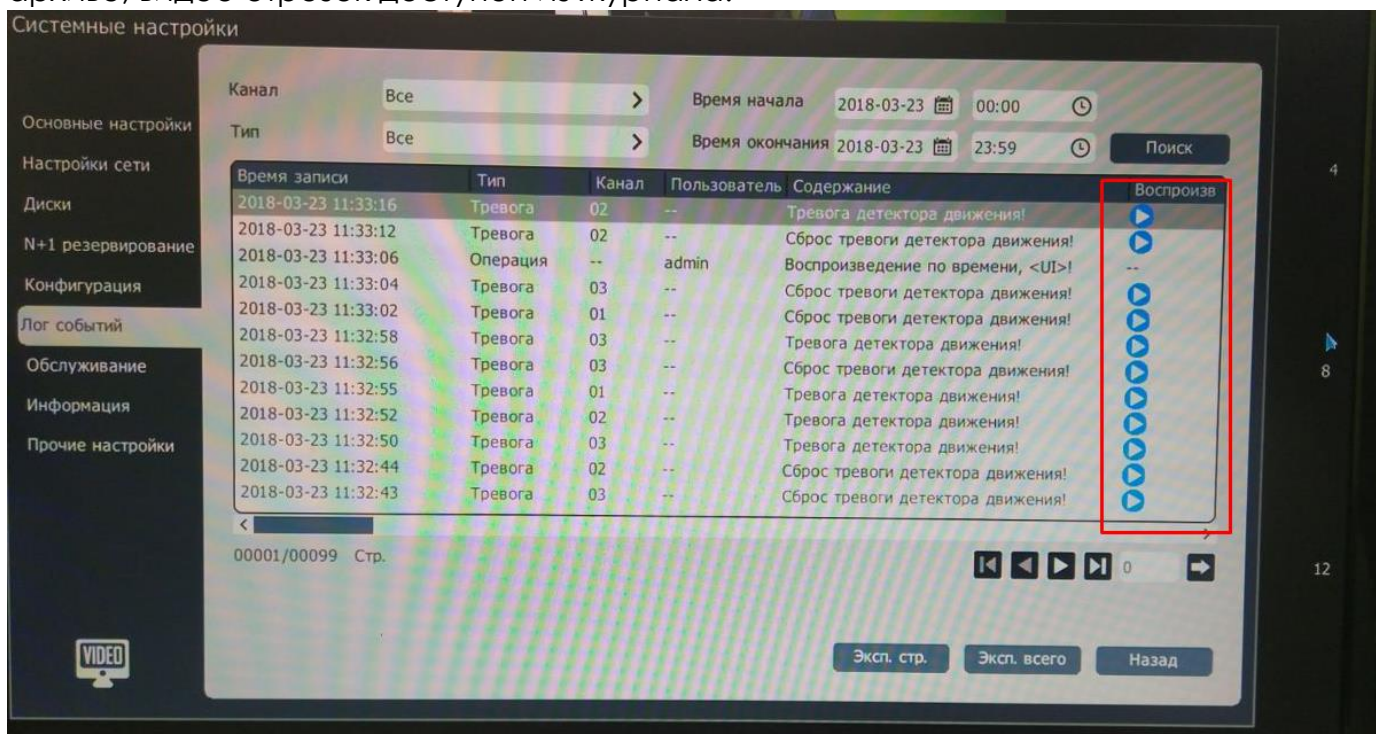 Системные настройки
Канал Все Время начала 2018-03-23 00:00
Тип Все Время окончания 2018-03-23 23:59 Поиск
Основные настройки
Настройки сети
Диски
N+1 резервирование
Конфигурация
Лог событий
Обслуживание
Информация
Прочие настройки
Время записи Тип Канал Пользователь Содержание Воспроизв
2018-03-23 11:33:16 Тревога 02 -- Тревога детектора движения!
2018-03-23 11:33:12 Тревога 02 -- Сброс тревоги детектора движения!
2018-03-23 11:33:06 Операция -- admin Воспроизведение по времени, <UI>! --
2018-03-23 11:33:04 Тревога 03 -- Сброс тревоги детектора движения!
2018-03-23 11:33:02 Тревога 01 -- Сброс тревоги детектора движения!
2018-03-23 11:32:58 Тревога 03 -- Тревога детектора движения!
2018-03-23 11:32:56 Тревога 03 -- Сброс тревоги детектора движения!
2018-03-23 11:32:55 Тревога 01 -- Тревога детектора движения!
2018-03-23 11:32:52 Тревога 02 -- Тревога детектора движения!
2018-03-23 11:32:50 Тревога 03 -- Тревога детектора движения!
2018-03-23 11:32:44 Тревога 02 -- Сброс тревоги детектора движения!
2018-03-23 11:32:43 Тревога 03 -- Сброс тревоги детектора движения!
00001/00099 Стр. 0
Эксп. стр. Эксп. всего Назад
VIDEO
4
8
12